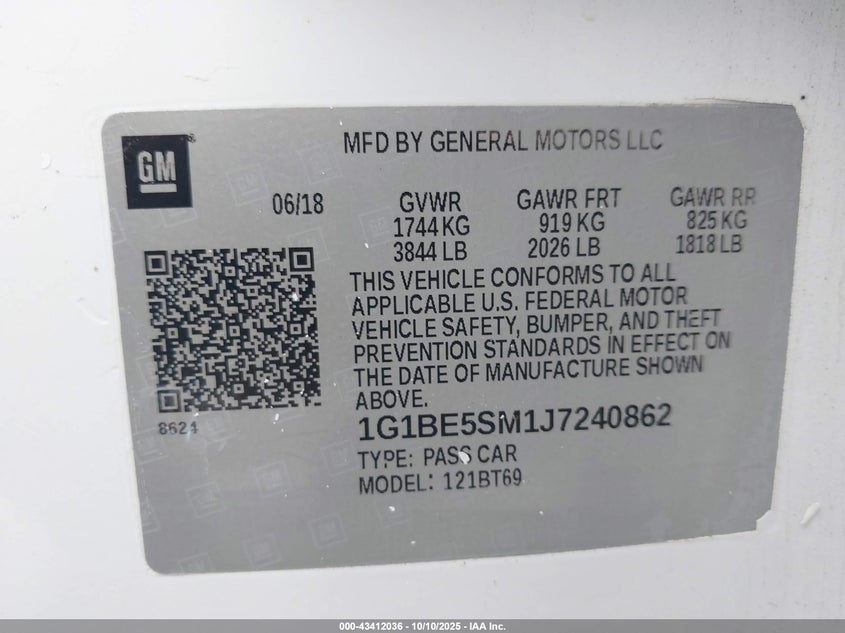 GM
MFD BY GENERAL MOTORS LLC
06/18 GVWR GAWR FRT GAWR RR
1744 KG 919 KG 825 KG
3844 LB 2026 LB 1818 LB
THIS VEHICLE CONFORMS TO ALL
APPLICABLE U.S. FEDERAL MOTOR
VEHICLE SAFETY, BUMPER, AND THEFT
PREVENTION STANDARDS IN EFFECT ON
THE DATE OF MANUFACTURE SHOWN
ABOVE.
8624
1G1BE5SM1J7240862
TYPE: PASS CAR
MODEL: 121BT69
000-43412036 - 10/10/2025 - IAA Inc.